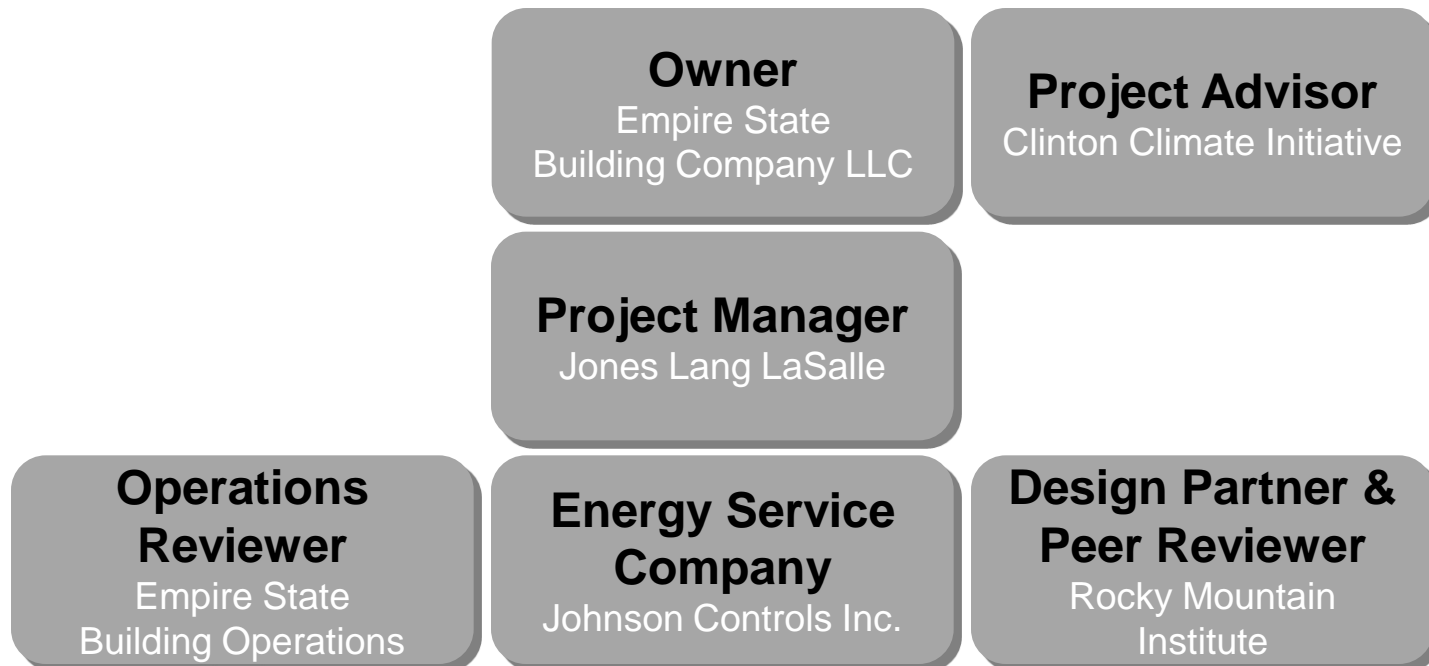 Owner
Empire State
Building Company LLC
Project Advisor
Clinton Climate Initiative
Project Manager
Jones Lang LaSalle
Operations
Reviewer
Empire State
Building Operations
Energy Service
Company
Johnson Controls Inc.
Design Partner &
Peer Reviewer
Rocky Mountain
Institute